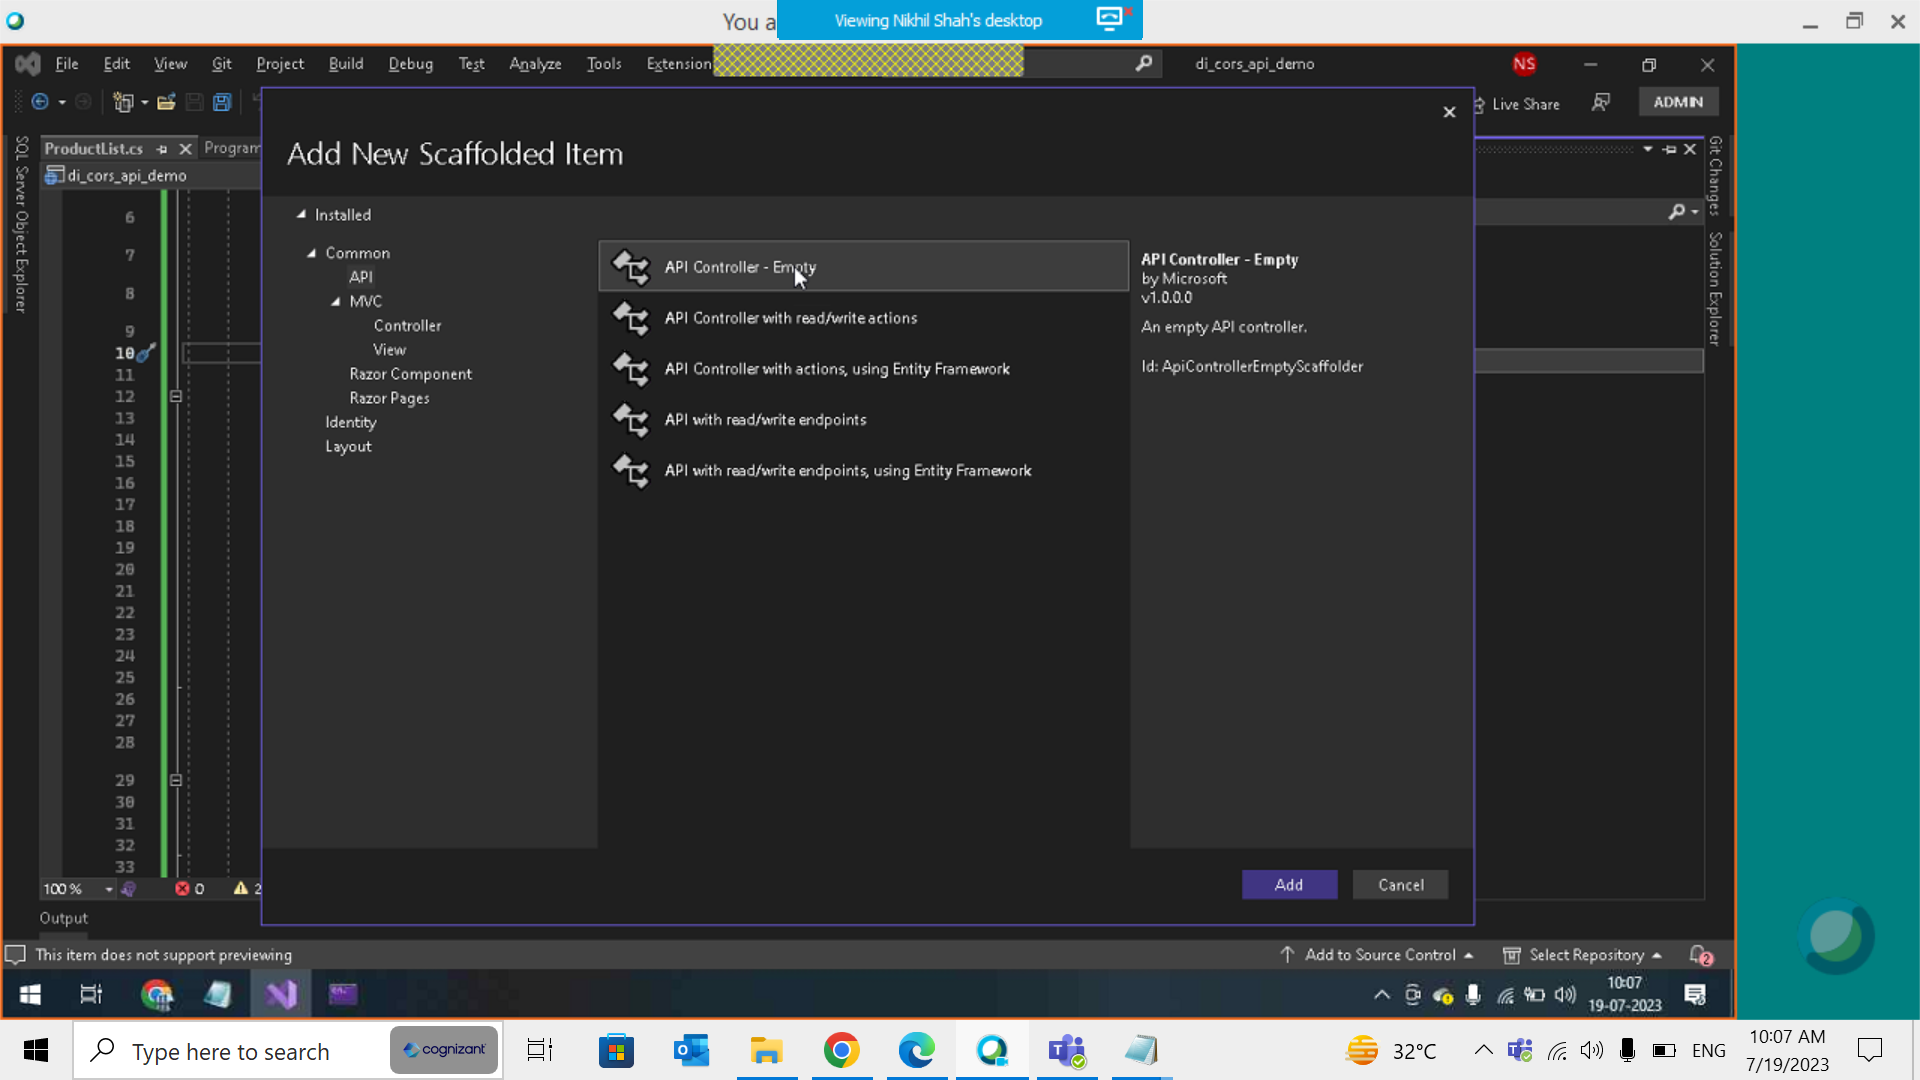 You a
Viewing Nikhil Shah's desktop
File Edit View Git Project Build Debug Test Analyze Tools Extension
di_cors_api_demo
NS
Live Share
ADMIN
SQL Server Object Explorer
ProductList.cs
Program
di_cors_api_demo
Git Changes
Solution Explorer
Add New Scaffolded Item
Installed
Common
API
MVC
Controller
View
Razor Component
Razor Pages
Identity
Layout
API Controller - Empty
API Controller with read/write actions
API Controller with actions, using Entity Framework
API with read/write endpoints
API with read/write endpoints, using Entity Framework
API Controller - Empty
by Microsoft
v1.0.0.0
An empty API controller.
Id: ApiControllerEmptyScaffolder
6
7
8
9
10
11
12
13
14
15
16
17
18
19
20
21
22
23
24
25
26
27
28
29
30
31
32
33
100 %
0
2
Add
Cancel
Output
This item does not support previewing
Add to Source Control
Select Repository
2
10:07
19-07-2023
Type here to search
cognizant
32°C
ENG
10:07 AM
7/19/2023